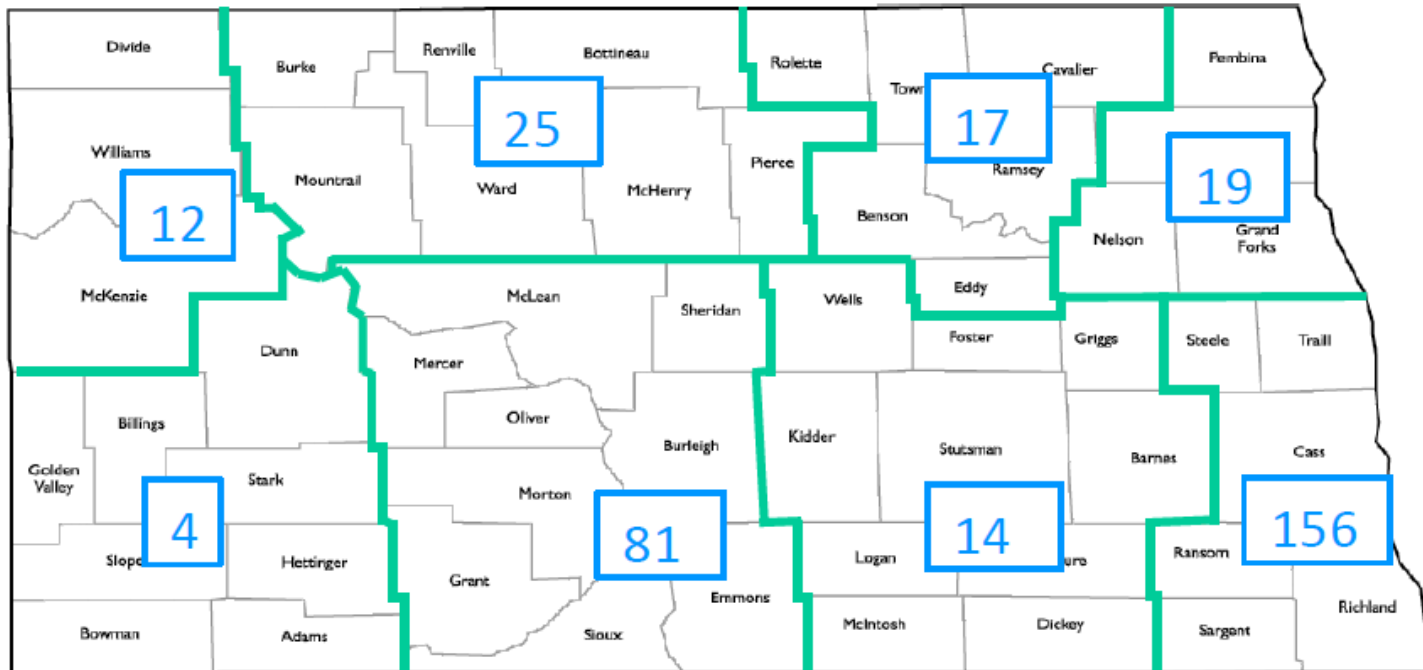 Divide
Burke
Renville
Bottineau
Rolette
Cavalier
Pembina
25
17
Williams
Mountrail
Ward
McHenry
Pierce
Ramsey
12
19
Benson
Nelson
Grand
Forks
McKenzie
McLean
Sheridan
Wells
Eddy
Dunn
Mercer
Foster
Griggs
Steele
Traill
Billings
Oliver
Burleigh
Kidder
Stutsman
Barnes
Cass
Golden
Valley
Stark
Morton
4
81
14
156
Hettinger
Grant
Logan
Ransom
Emmons
Richland
Bowman
Adams
Sioux
McIntosh
Dickey
Sargent